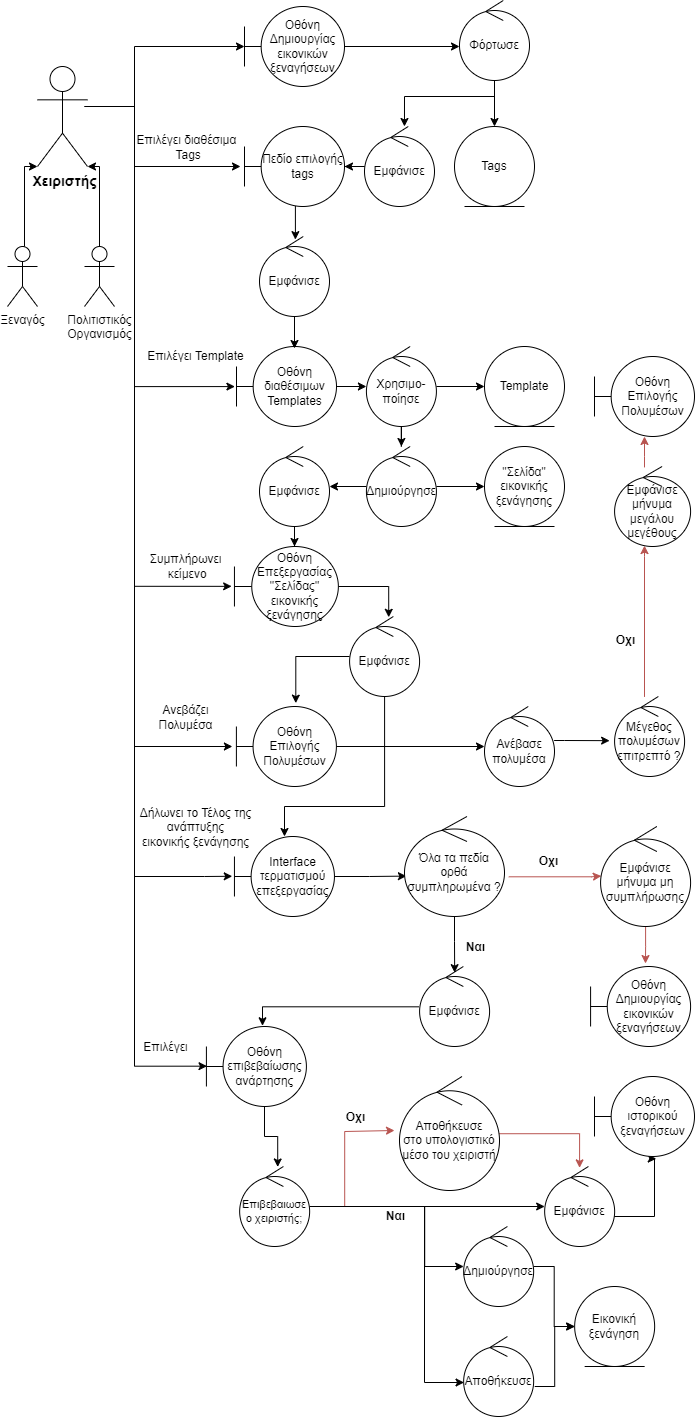 Οθόνη
Δημιουργίας
εικονικών
ξεναγήσεων
Φόρτωσε
Χειριστής
Επιλέγει διαθέσιμα
Tags
Πεδίο επιλογής
tags
Εμφάνισε
Tags
Ξεναγός
Πολιτιστικός
Οργανισμός
Εμφάνισε
Επιλέγει Template
Οθόνη
διαθέσιμων
Templates
Χρησιμο-
ποίησε
Template
Οθόνη
Επιλογής
Πολυμέσων
Εμφάνισε
Δημιούργησε
"Σελίδα"
εικονικής
ξενάγησης
Εμφάνισε
μήνυμα
μεγάλου
μεγέθους
Συμπλήρωνει
κείμενο
Οθόνη
Επεξεργασίας
"Σελίδας"
εικονικής
ξενάγησης
Οχι
Εμφάνισε
Ανεβάζει
Πολυμέσα
Οθόνη
Επιλογής
Πολυμέσων
Ανέβασε
πολυμέσα
Μέγεθος
πολυμέσων
επιτρεπτό ?
Δήλωνει το Τέλος της
ανάπτυξης
εικονικής ξενάγησης
Interface
τερματισμού
επεξεργασίας
Όλα τα πεδία
ορθά
συμπληρωμένα ?
Οχι
Εμφάνισε
μήνυμα μη
συμπλήρωσης
Ναι
Εμφάνισε
Οθόνη
Δημιουργίας
εικονικών
ξεναγήσεων
Επιλέγει
Οθόνη
επιβεβαίωσης
ανάρτησης
Οχι
Αποθήκευσε
στο υπολογιστικό
μέσο του χειριστή
Οθόνη
ιστορικού
ξεναγήσεων
Επιβεβαιωσε
ο χειριστής;
Ναι
Εμφάνισε
Δημιούργησε
Εικονική
ξενάγηση
Αποθήκευσε